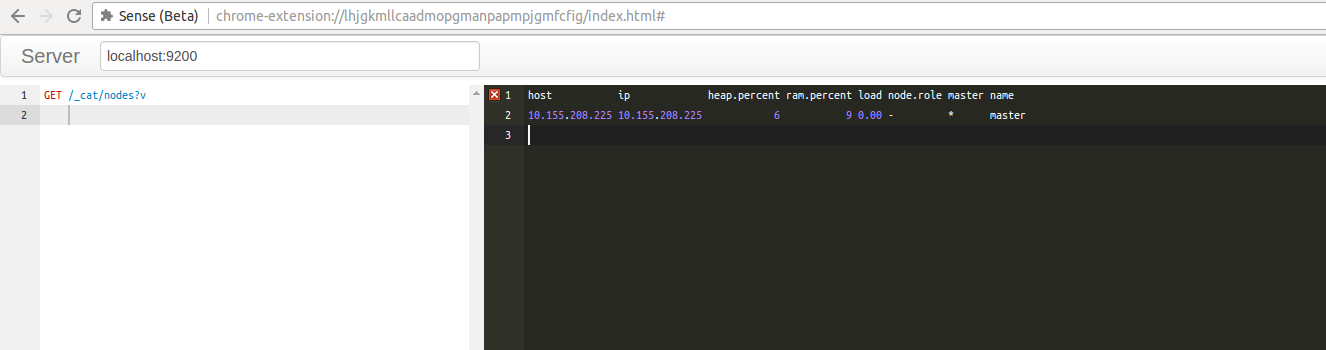 Sense (Beta) chrome-extension://lhjgkmllcaadmopgmanpapmpjgmfcfig/index.html#
Server localhost:9200
1 GET /_cat/nodes?v
2
1 host ip heap.percent ram.percent load node.role master name
2 10.155.208.225 10.155.208.225 6 9 0.00 - * master
3